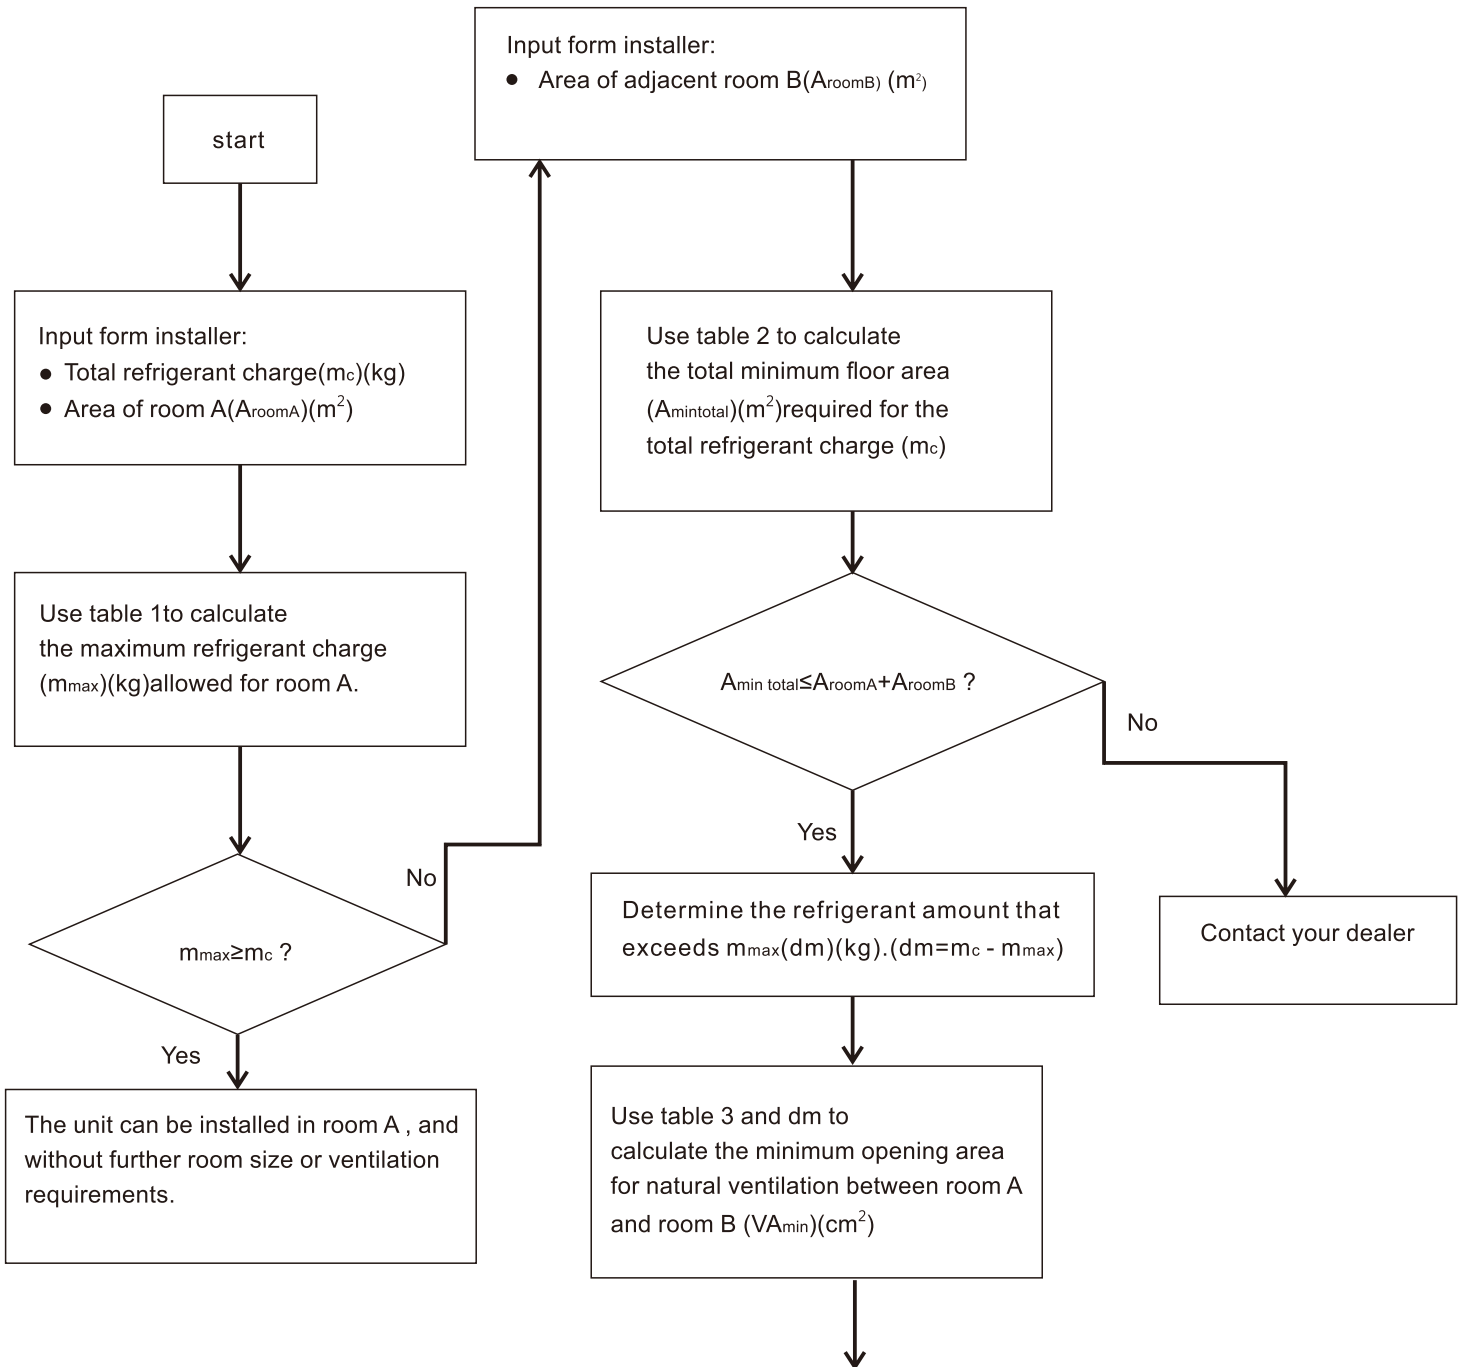 start
Input form installer:
● Total refrigerant charge(mc)(kg)
● Area of room A(AroomA)(m²)
Use table 1to calculate
the maximum refrigerant charge
(mmax)(kg)allowed for room A.
mmax≥mc ?
No
Yes
The unit can be installed in room A , and
without further room size or ventilation
requirements.
Input form installer:
● Area of adjacent room B(AroomB) (m²)
Use table 2 to calculate
the total minimum floor area
(Amintotal)(m²)required for the
total refrigerant charge (mc)
Amin total≤AroomA+AroomB ?
No
Yes
Contact your dealer
Determine the refrigerant amount that
exceeds mmax(dm)(kg).(dm=mc - mmax)
Use table 3 and dm to
calculate the minimum opening area
for natural ventilation between room A
and room B (VAmin)(cm²)